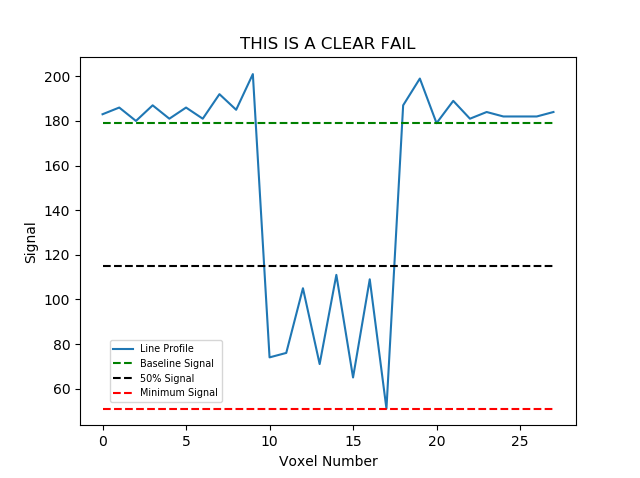 THIS IS A CLEAR FAIL
200
180
160
140
120
100
80
60
Signal
Line Profile
Baseline Signal
50% Signal
Minimum Signal
0 5 10 15 20 25
Voxel Number